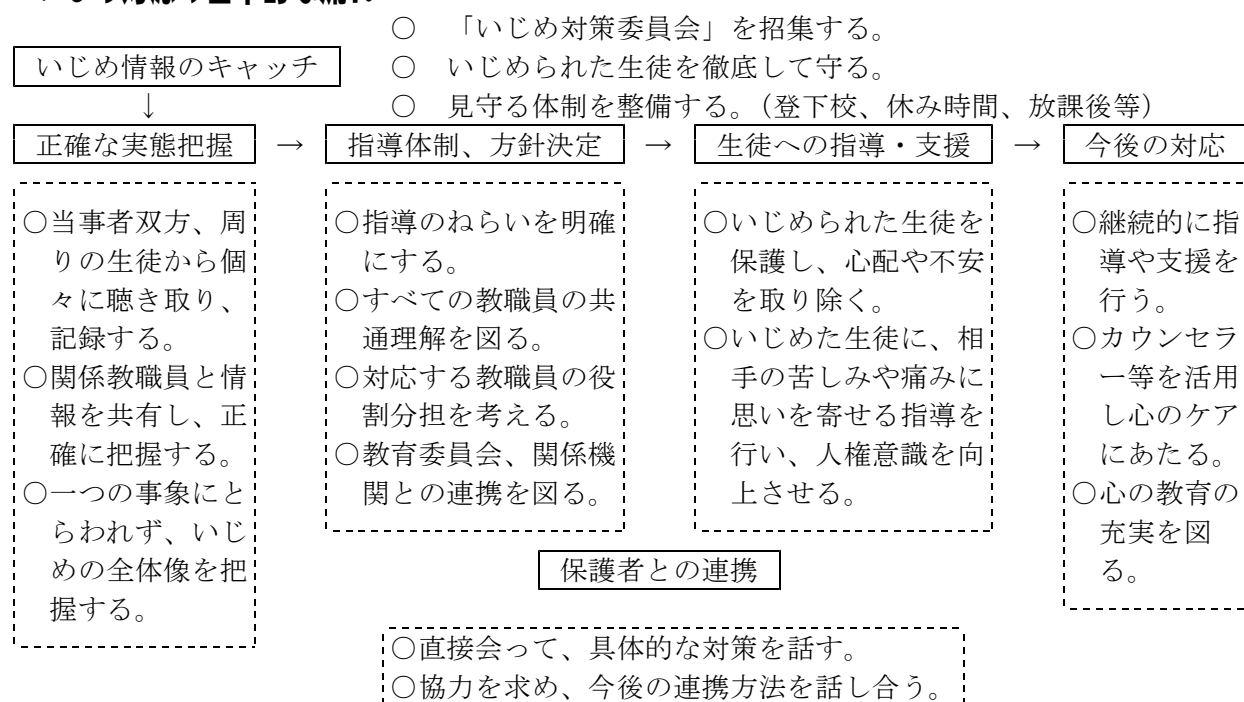 ○ 「いじめ対策委員会」を招集する。
いじめ情報のキャッチ
○ いじめられた生徒を徹底して守る。
↓
○ 見守る体制を整備する。（登下校、休み時間、放課後等）
正確な実態把握 → 指導体制、方針決定 → 生徒への指導・支援 → 今後の対応
○当事者双方、周
りの生徒から個
々に聴き取り、
記録する。
○関係教職員と情
報を共有し、正
確に把握する。
○一つの事象にと
らわれず、いじ
めの全体像を把
握する。
○指導のねらいを明確
にする。
○すべての教職員の共
通理解を図る。
○対応する教職員の役
割分担を考える。
○教育委員会、関係機
関との連携を図る。
○いじめられた生徒を
保護し、心配や不安
を取り除く。
○いじめた生徒に、相
手の苦しみや痛みに
思いを寄せる指導を
行い、人権意識を向
上させる。
○継続的に指
導や支援を
行う。
○カウンセラ
ー等を活用
し心のケア
にあたる。
○心の教育の
充実を図
る。
保護者との連携
○直接会って、具体的な対策を話す。
○協力を求め、今後の連携方法を話し合う。